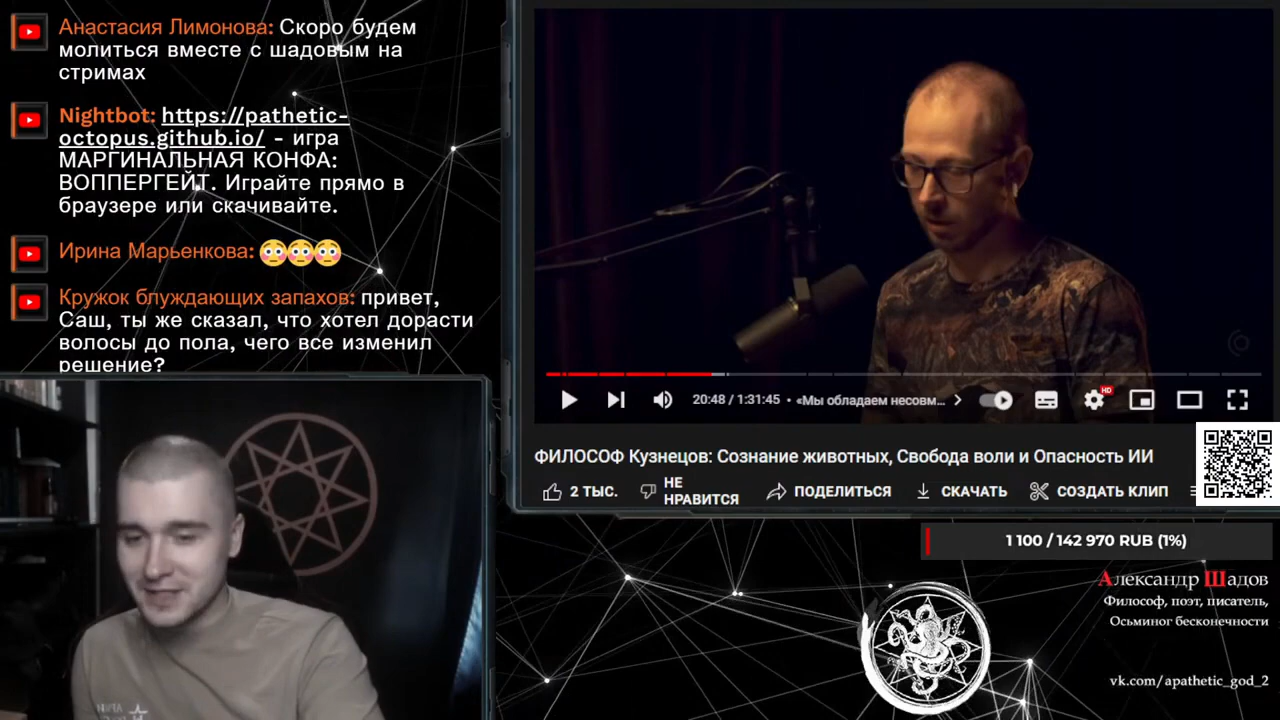 Анастасия Лимонова: Скоро будем
молиться вместе с шадовым на
стримах
Nightbot: https://pathetic-
octopus.github.io/ - игра
МАРГИНАЛЬНАЯ КОНФА:
ВОППЕРГЕЙТ. Играйте прямо в
браузере или скачивайте.
Ирина Марьенкова: 😳😳😳
Кружок блуждающих запахов: привет,
Саш, ты же сказал, что хотел дорасти
волосы до пола, чего все изменил
решение?
20:48 / 1:31:45 • «Мы обладаем несовм...
HD
ФИЛОСОФ Кузнецов: Сознание животных, Свобода воли и Опасность ИИ
2 ТЫС.
НЕ
НРАВИТСЯ
ПОДЕЛИТЬСЯ
СКАЧАТЬ
СОЗДАТЬ КЛИП
1 100 / 142 970 RUB (1%)
Александр Шадов
Философ, поэт, писатель,
Осьминог бесконечности
vk.com/apathetic_god_2